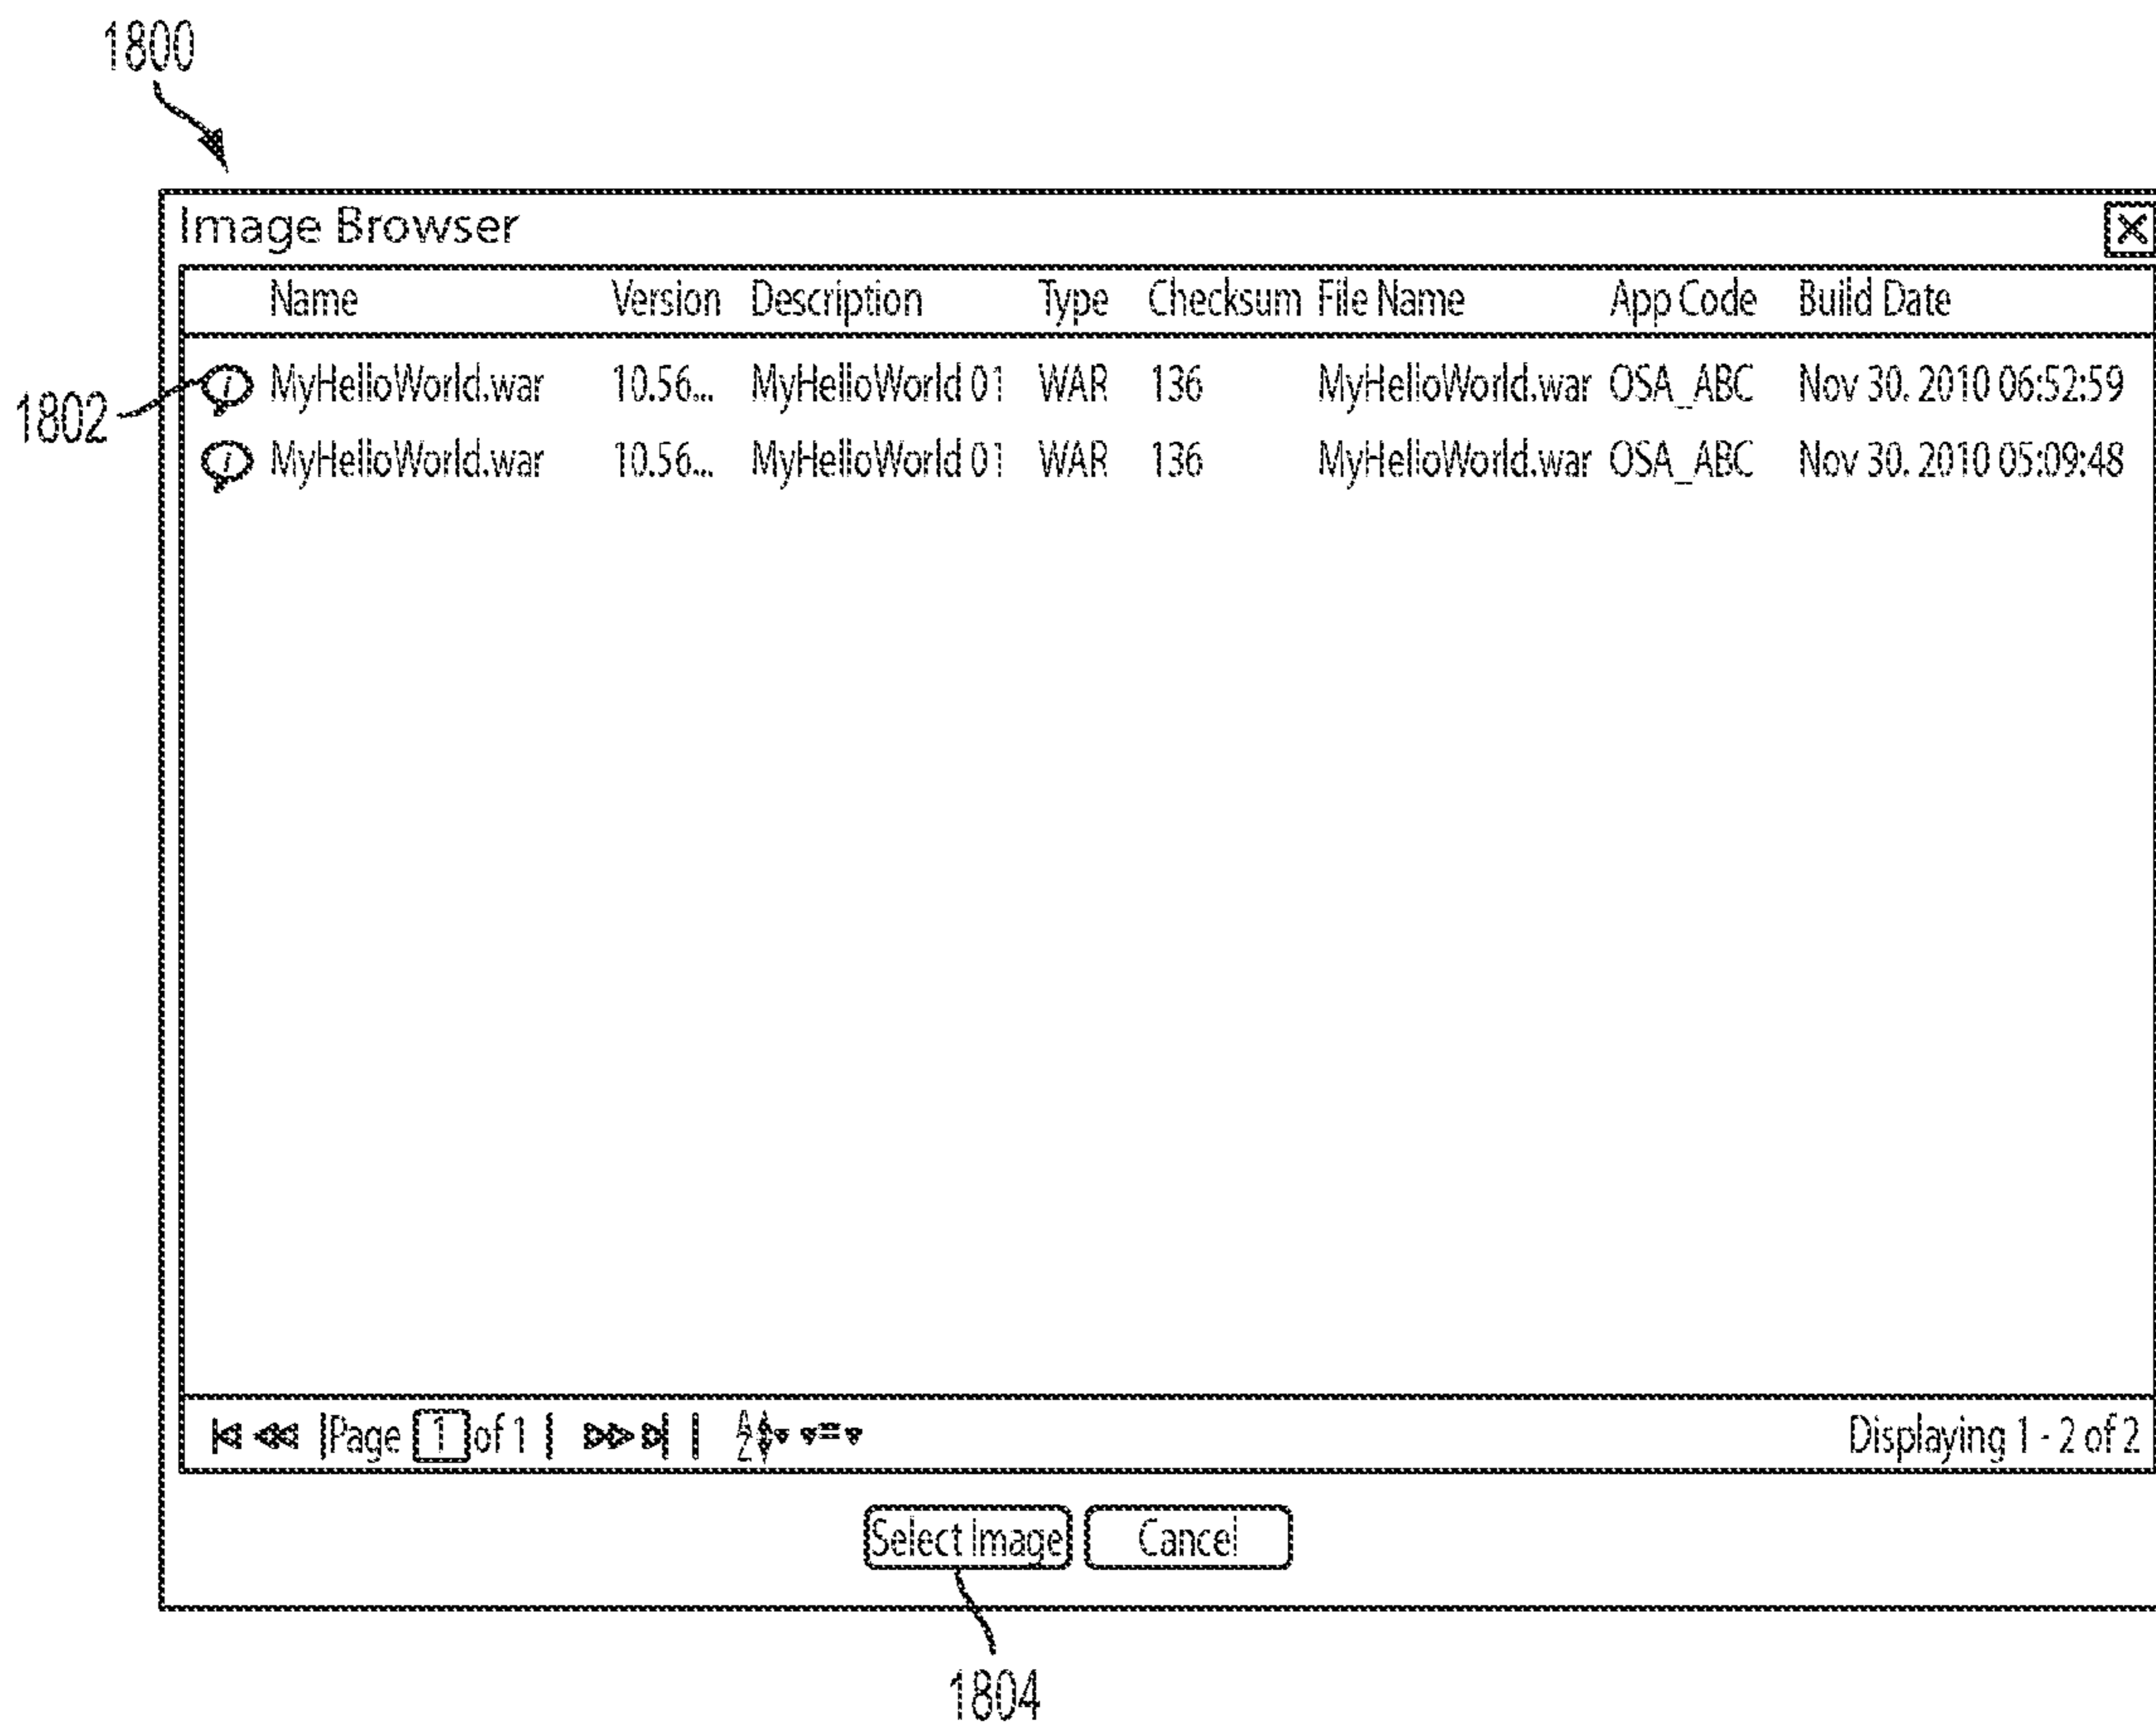 1800
Image Browser
Name Version Description Type Checksum File Name App Code Build Date
1802
i MyHelloWorld.war 10.56... MyHelloWorld 01 WAR 136 MyHelloWorld.war OSA_ABC Nov 30. 2010 06:52:59
i MyHelloWorld.war 10.56... MyHelloWorld 01 WAR 136 MyHelloWorld.war OSA_ABC Nov 30. 2010 05:09:48
Page 1 of 1 A Z Displaying 1 - 2 of 2
Select Image Cancel
1804